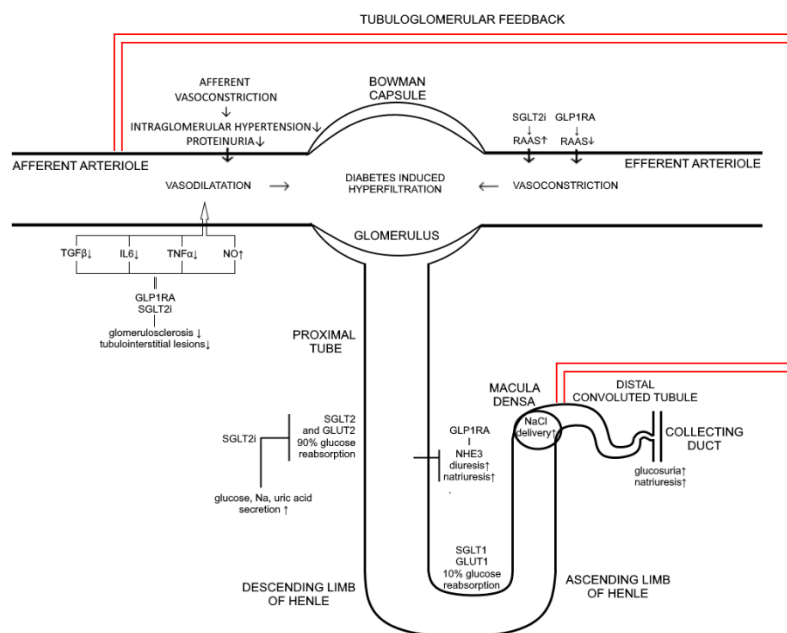 TUBULOGLOMERULAR FEEDBACK
AFFERENT
VASOCONSTRICTION
↓
INTRAGLOMERULAR HYPERTENSION↓
PROTEINURIA↓
BOWMAN
CAPSULE
SGLT2i GLP1RA
↓ ↓
RAAS↑ RAAS↓
AFFERENT ARTERIOLE
EFFERENT ARTERIOLE
VASODILATATION →
DIABETES INDUCED
HYPERFILTRATION
← VASOCONSTRICTION
GLOMERULUS
TGFβ↓ IL6↓ TNFα↓ NO↑
GLP1RA
SGLT2i
glomerulosclerosis ↓
tubulointerstitial lesions↓
PROXIMAL
TUBE
SGLT2i
SGLT2
and GLUT2
90% glucose
reabsorption
glucose, Na, uric acid
secretion ↑
GLP1RA
NHE3
diuresis↑
natriuresis↑
MACULA
DENSA
NaCl
delivery↑
DISTAL
CONVOLUTED TUBULE
COLLECTING
DUCT
glucosuria↑
natriuresis↑
SGLT1
GLUT1
10% glucose
reabsorption
DESCENDING LIMB
OF HENLE
ASCENDING LIMB
OF HENLE